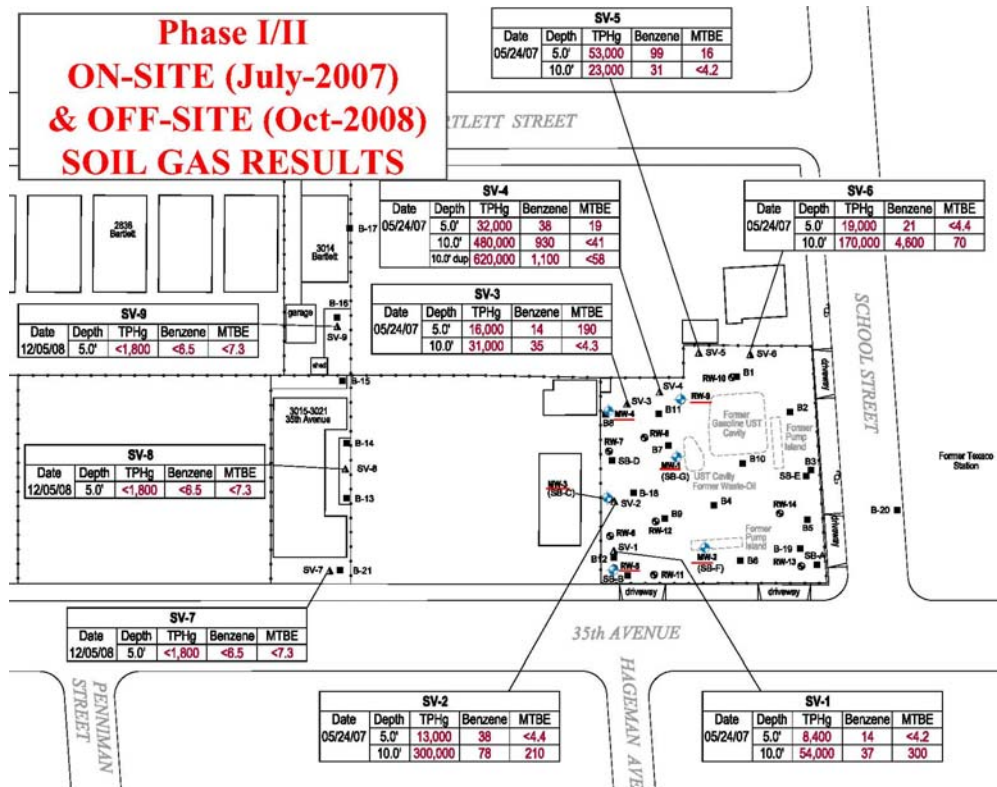 Phase I/II
ON-SITE (July-2007)
& OFF-SITE (Oct-2008)
SOIL GAS RESULTS
SV-5
Date Depth TPHg Benzene MTBE
05/24/07 5.0' 53,000 99 16
10.0' 23,000 31 <4.2
RTLETT STREET
SV-4
Date Depth TPHg Benzene MTBE
05/24/07 5.0' 32,000 38 19
10.0' 480,000 930 <41
10.0' dup 620,000 1,100 <58
SV-6
Date Depth TPHg Benzene MTBE
05/24/07 5.0' 19,000 21 <4.4
10.0' 170,000 4,600 70
2836
Bartlett
3014
Bartlett
B-17
SV-3
Date Depth TPHg Benzene MTBE
05/24/07 5.0' 16,000 14 190
10.0' 31,000 35 <4.3
SV-9
Date Depth TPHg Benzene MTBE
12/05/08 5.0' <1,800 <6.5 <7.3
garage
B-16
SV-9
shed
B-15
SCHOOL STREET
SV-5
SV-6
RW-10
B1
driveway
SV-4
RW-9
SV-3
MW-4
B8
B11
B2
Former
Gasoline UST
Cavity
Former
Pump
Island
3015-3021
35th Avenue
B-14
SV-8
B-13
SV-8
Date Depth TPHg Benzene MTBE
12/05/08 5.0' <1,800 <6.5 <7.3
RW-8
RW-7
B7
SB-D
MW-1
(SB-G)
B10
B3
SB-E
UST Cavity
Former Waste-Oil
Former Texaco
Station
MW-3
(SB-C)
B-18
SV-2
B4
RW-14
B-20
B9
RW-12
B5
driveway
RW-6
Former
Pump
Island
SV-1
B12
MW-2
(SB-F)
B-19
SB-A
B6
RW-13
RW-5
SB-B
RW-11
SV-7
B-21
driveway
driveway
SV-7
Date Depth TPHg Benzene MTBE
12/05/08 5.0' <1,800 <6.5 <7.3
35th AVENUE
PENNIMAN
STREET
HAGEMAN AVE
SV-2
Date Depth TPHg Benzene MTBE
05/24/07 5.0' 13,000 38 <4.4
10.0' 300,000 78 210
SV-1
Date Depth TPHg Benzene MTBE
05/24/07 5.0' 8,400 14 <4.2
10.0' 54,000 37 300